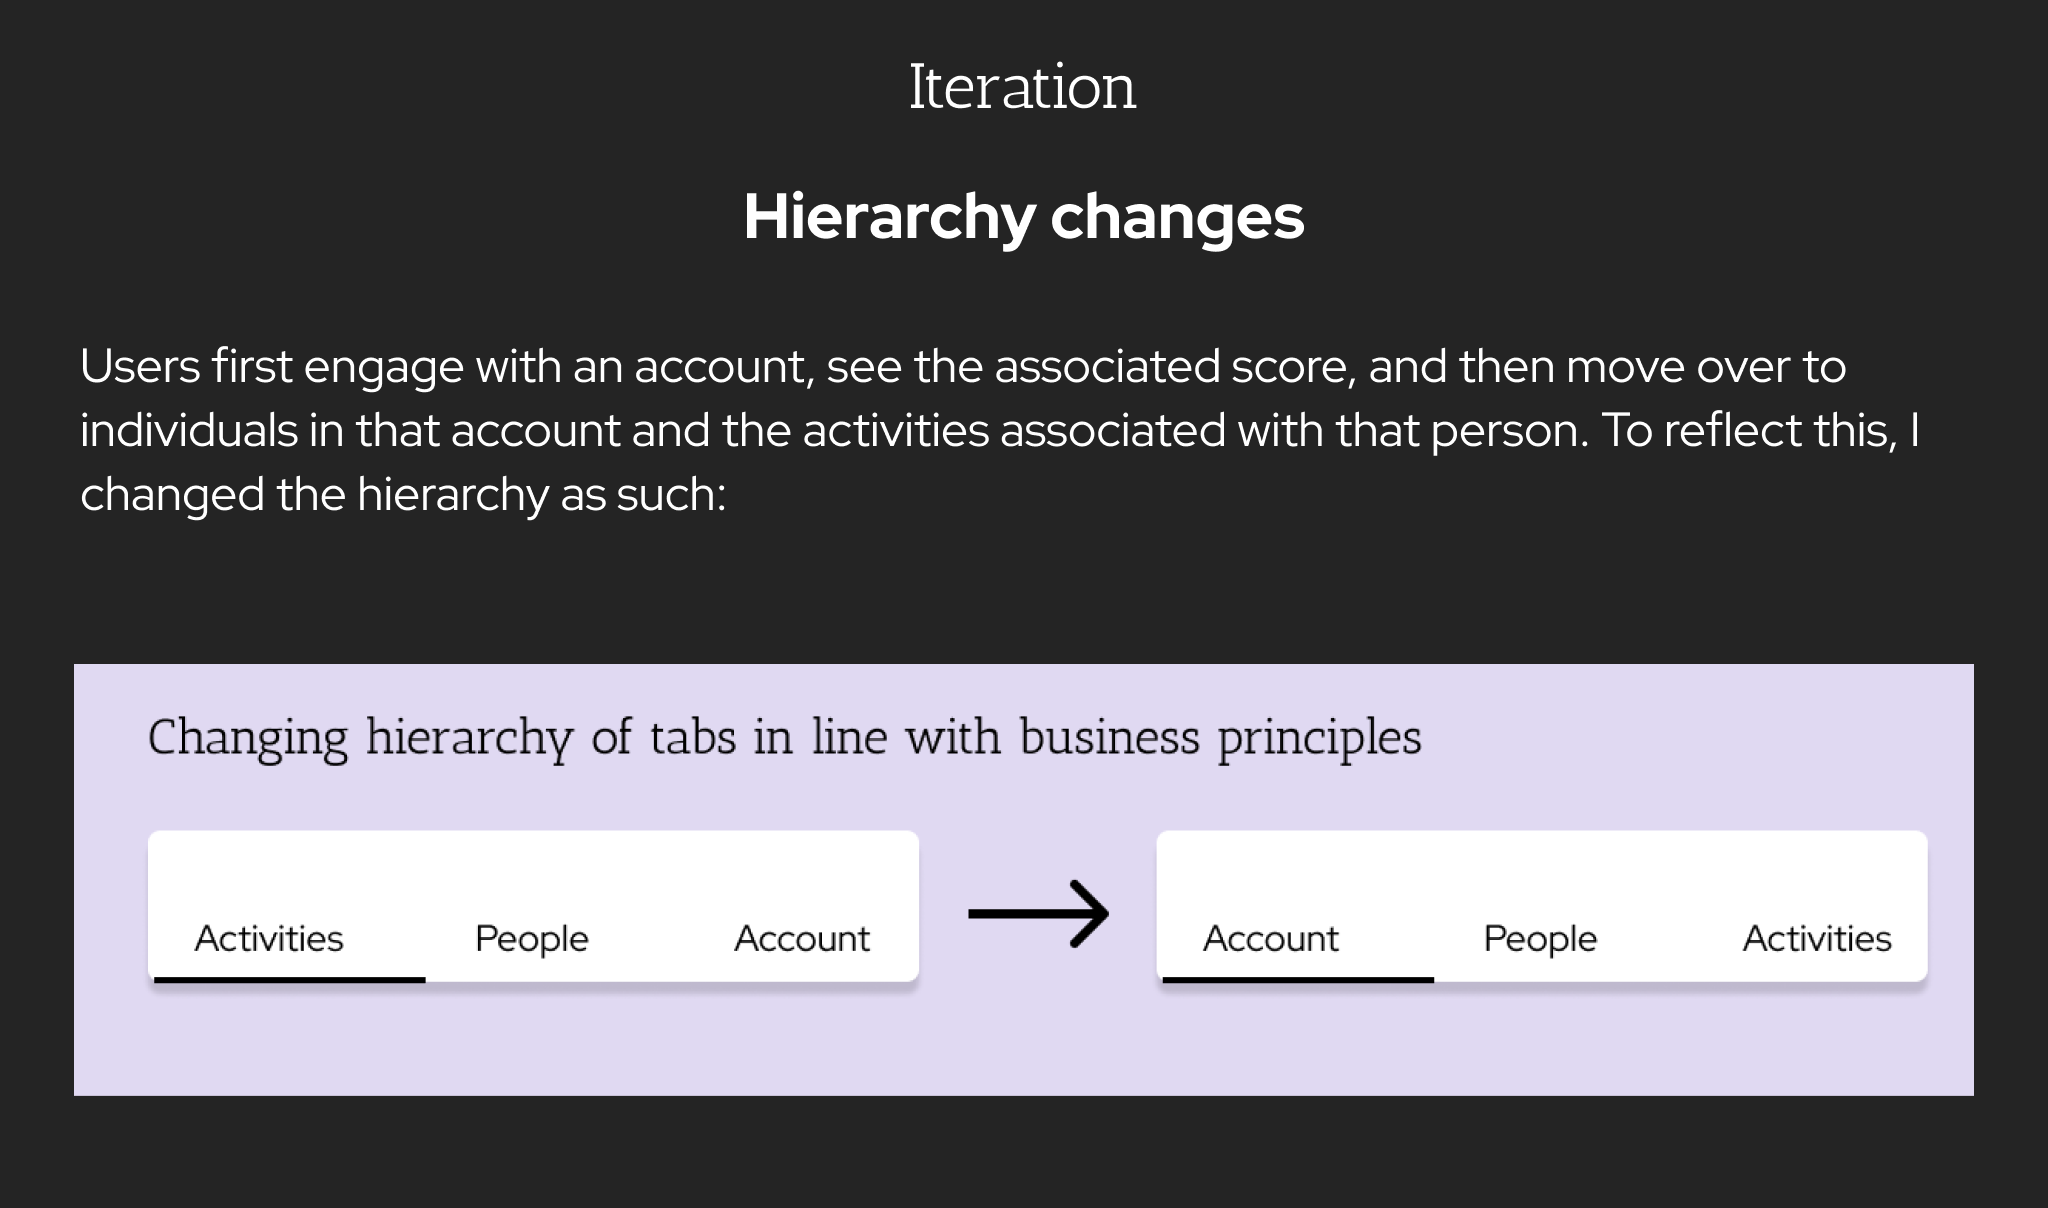 Iteration
Hierarchy changes
Users first engage with an account, see the associated score, and then move over to
individuals in that account and the activities associated with that person. To reflect this, I
changed the hierarchy as such:
Changing hierarchy of tabs in line with business principles
Activities People Account Account People Activities